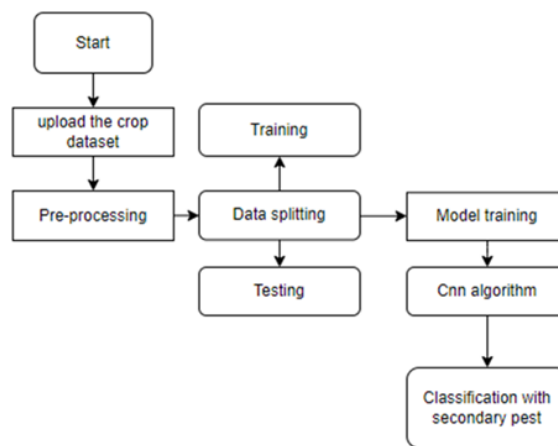 Start
upload the crop
dataset
Training
Pre-processing
Data splitting
Model training
Testing
Cnn algorithm
Classification with
secondary pest